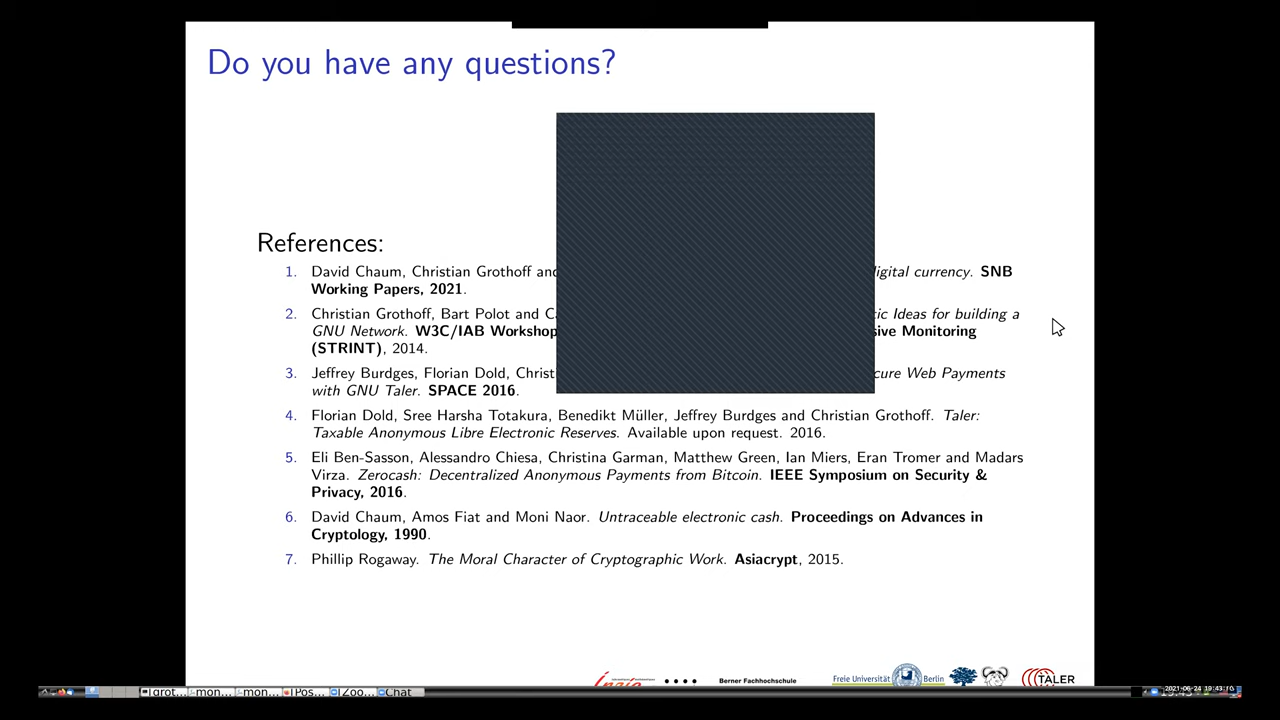 Do you have any questions?
References:
1. David Chaum, Christian Grothoff and digital currency. SNB
Working Papers, 2021.
2. Christian Grothoff, Bart Polot and Ideas for building a
GNU Network. W3C/IAB Workshop Monitoring
(STRINT), 2014.
3. Jeffrey Burdges, Florian Dold, Web Payments
with GNU Taler. SPACE 2016.
4. Florian Dold, Sree Harsha Totakura, Benedikt Müller, Jeffrey Burdges and Christian Grothoff. Taler:
Taxable Anonymous Libre Electronic Reserves. Available upon request. 2016.
5. Eli Ben-Sasson, Alessandro Chiesa, Christina Garman, Matthew Green, Ian Miers, Eran Tromer and Madars
Virza. Zerocash: Decentralized Anonymous Payments from Bitcoin. IEEE Symposium on Security &
Privacy, 2016.
6. David Chaum, Amos Fiat and Moni Naor. Untraceable electronic cash. Proceedings on Advances in
Cryptology, 1990.
7. Phillip Rogaway. The Moral Character of Cryptographic Work. Asiacrypt, 2015.
Berner Fachhochschule Freie Universität Berlin TALER
grot... mon... mon... Pos... Zoo... Chat